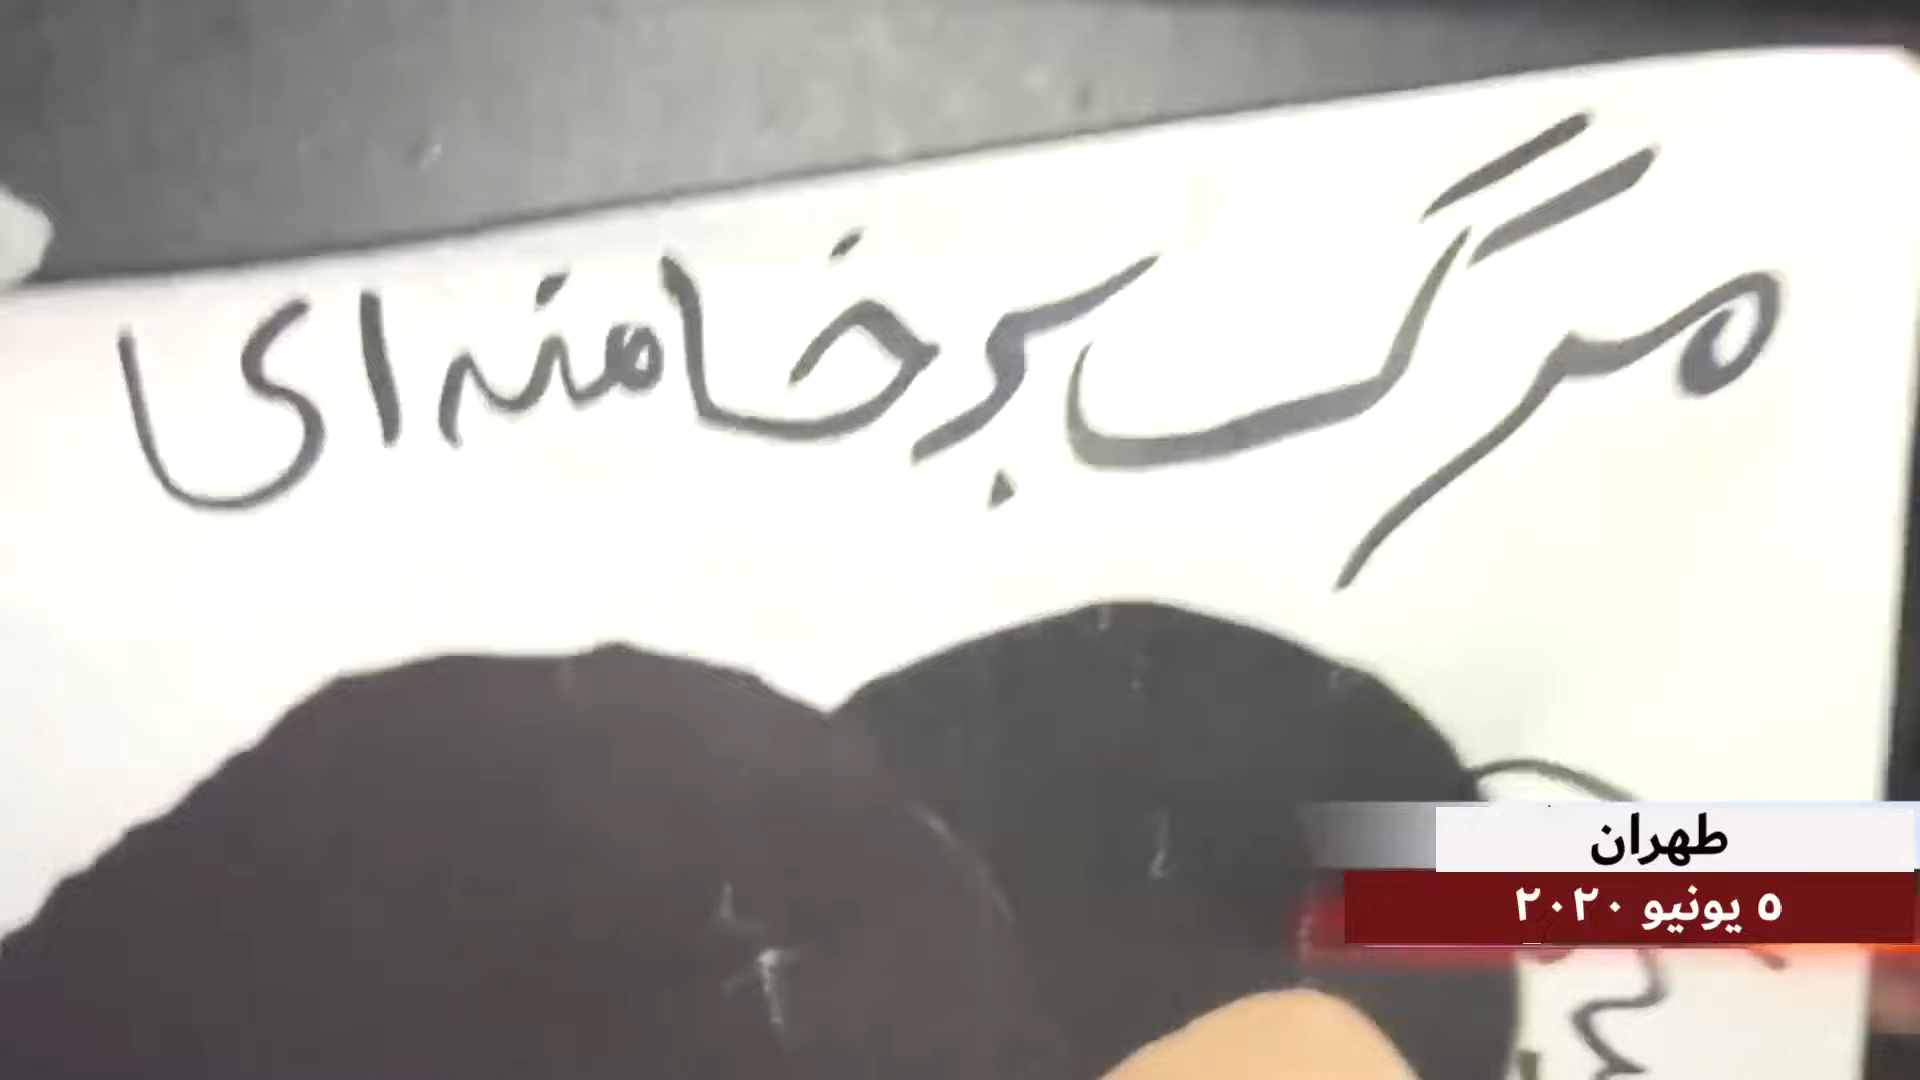 مرگ بر خامنه ای
طهران
٥ يونيو ٢٠٢٠